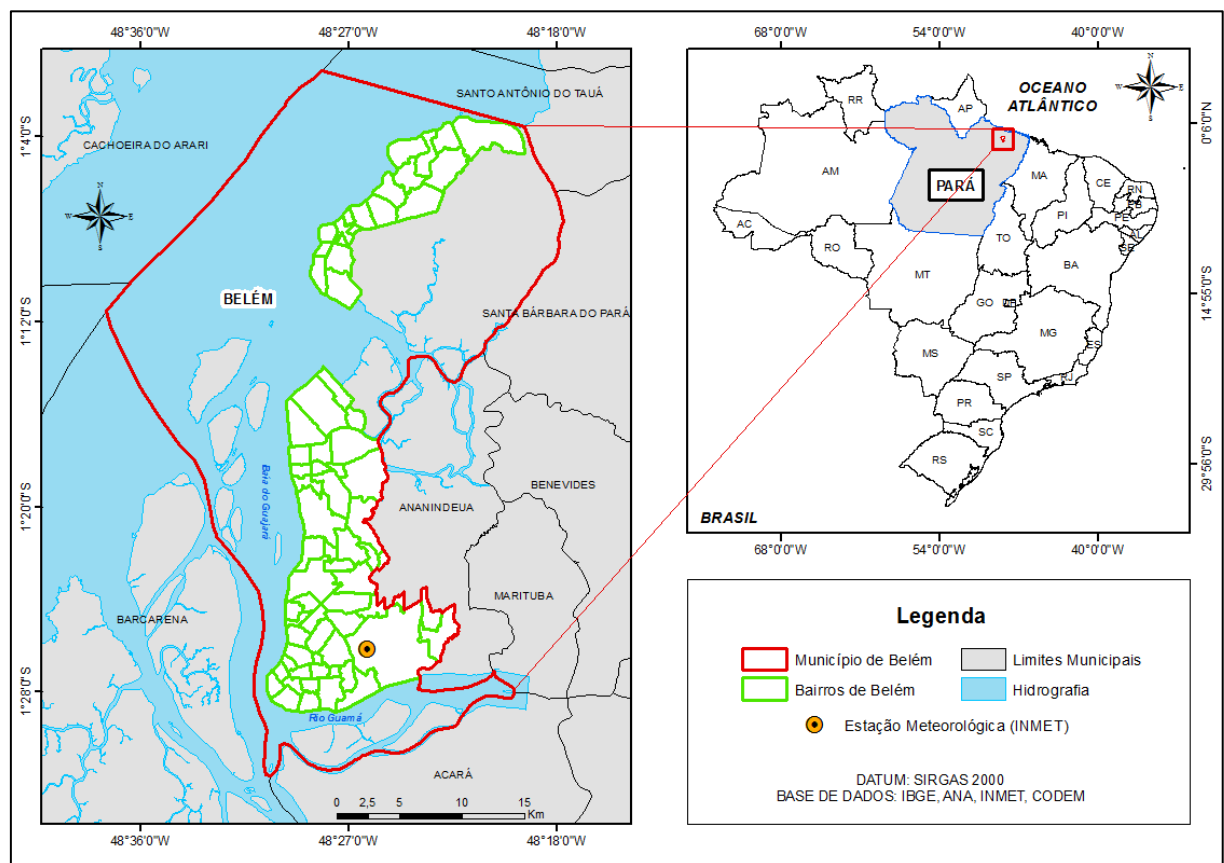 48°36'0"W 48°27'0"W 48°18'0"W
1°4'0"S
1°12'0"S
1°20'0"S
1°28'0"S
SANTO ANTÔNIO DO TAUÁ
CACHOEIRA DO ARARI
W E
S
BELÉM
SANTA BÁRBARA DO PARÁ
Baia do Guajará
BENEVIDES
ANANINDEUA
MARITUBA
BARCARENA
Rio Guamá
ACARÁ
0 2,5 5 10 15
Km
48°36'0"W 48°27'0"W 48°18'0"W
68°0'0"W 54°0'0"W 40°0'0"W
OCEANO
ATLÂNTICO
N
W E
S
0°6'0"N
14°55'0"S
29°56'0"S
RR
AP
AM
PARÁ
MA
CE
RN
PB
PE
PI
AL
SE
AC
RO
TO
BA
MT
GO
DF
MG
ES
MS
SP
RJ
PR
SC
RS
BRASIL
68°0'0"W 54°0'0"W 40°0'0"W
Legenda
Município de Belém
Limites Municipais
Bairros de Belém
Hidrografia
Estação Meteorológica (INMET)
DATUM: SIRGAS 2000
BASE DE DADOS: IBGE, ANA, INMET, CODEM